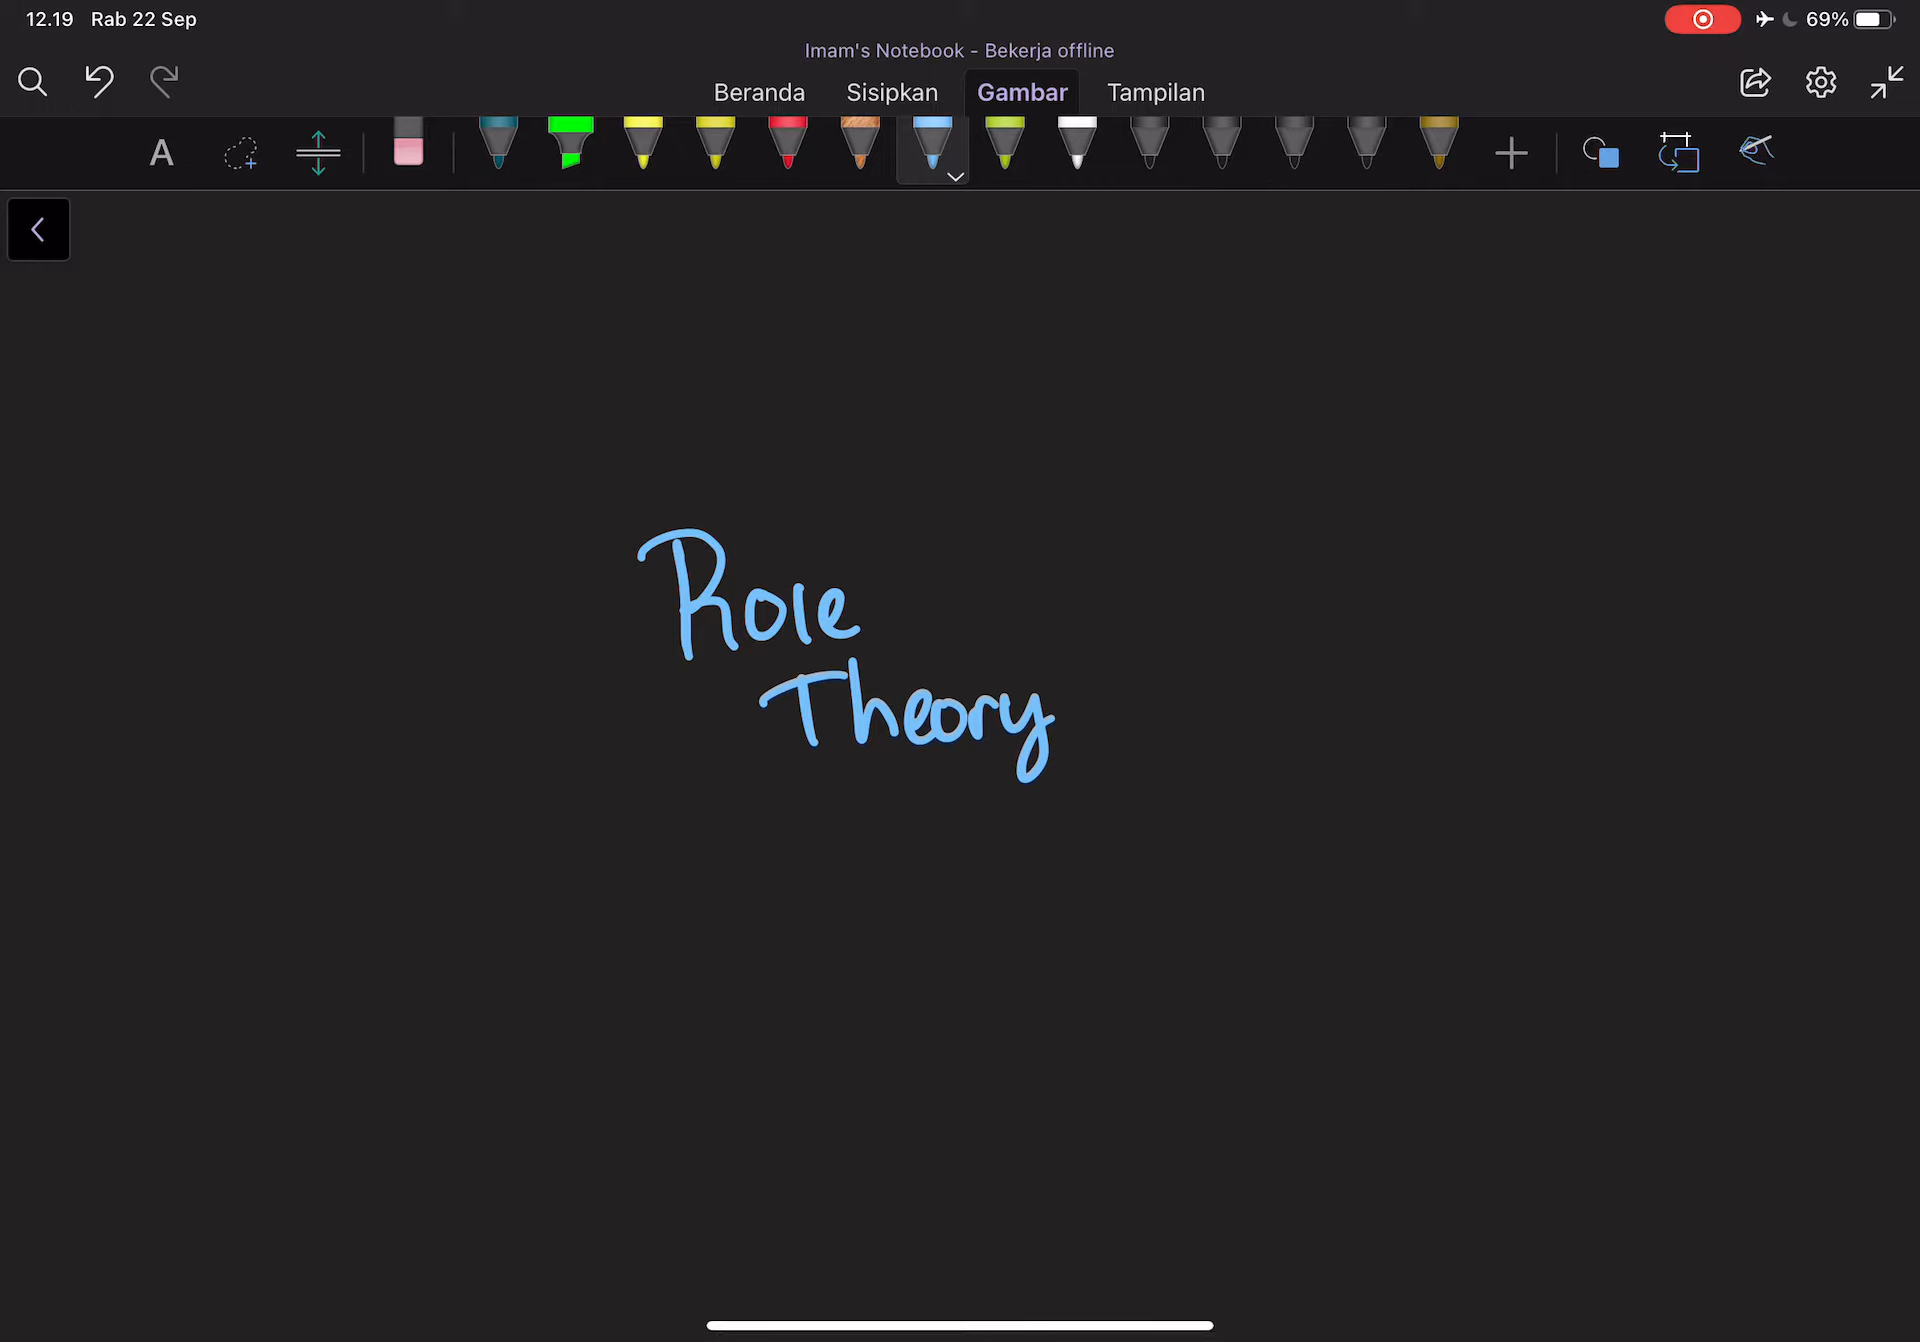 12.19 Rab 22 Sep
69%
Imam's Notebook - Bekerja offline
Beranda Sisipkan Gambar Tampilan
A
Role
Theory